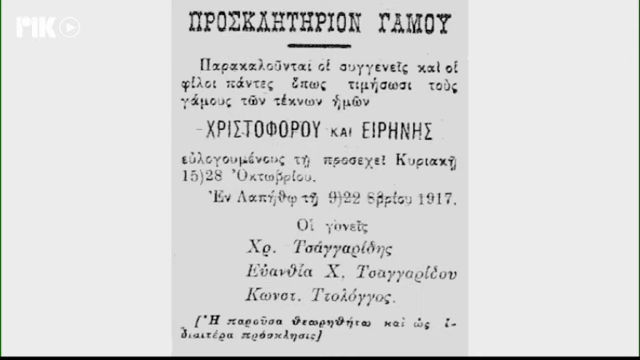 ΡΙΚ
ΠΡΟΣΚΛΗΤΗΡΙΟΝ ΓΑΜΟΥ
Παρακαλοῦνται οἱ συγγενεῖς καὶ οἱ
φίλοι πάντες ὅπως τιμήσωσι τοὺς
γάμους τῶν τέκνων ἡμῶν
ΧΡΙΣΤΟΦΟΡΟΥ ΚΑΙ ΕΙΡΗΝΗΣ
εὐλογουμένους τῇ προσεχεῖ Κυριακῇ
15)28 Ὀκτωβρίου.
Ἐν Λαπήθῳ τῇ 9)22 8βρίου 1917.
Οἱ γονεῖς
Χρ. Τσάγγαρίδης
Εὐανθία Χ. Τσαγγαρίδου
Κωνστ. Ττολόγγος.
[Ἡ παροῦσα θεωρηθήτω καὶ ὡς ἰ-
διαιτέρα πρόσκλησις]